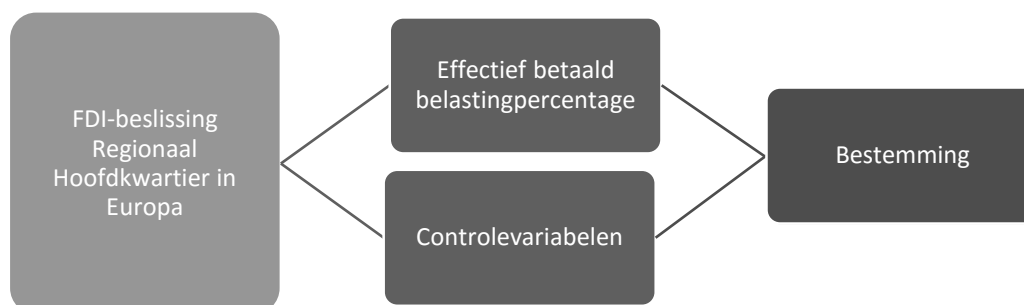 FDI-beslissing
Regionaal
Hoofdkwartier in
Europa
Effectief betaald
belastingpercentage
Controlevariabelen
Bestemming